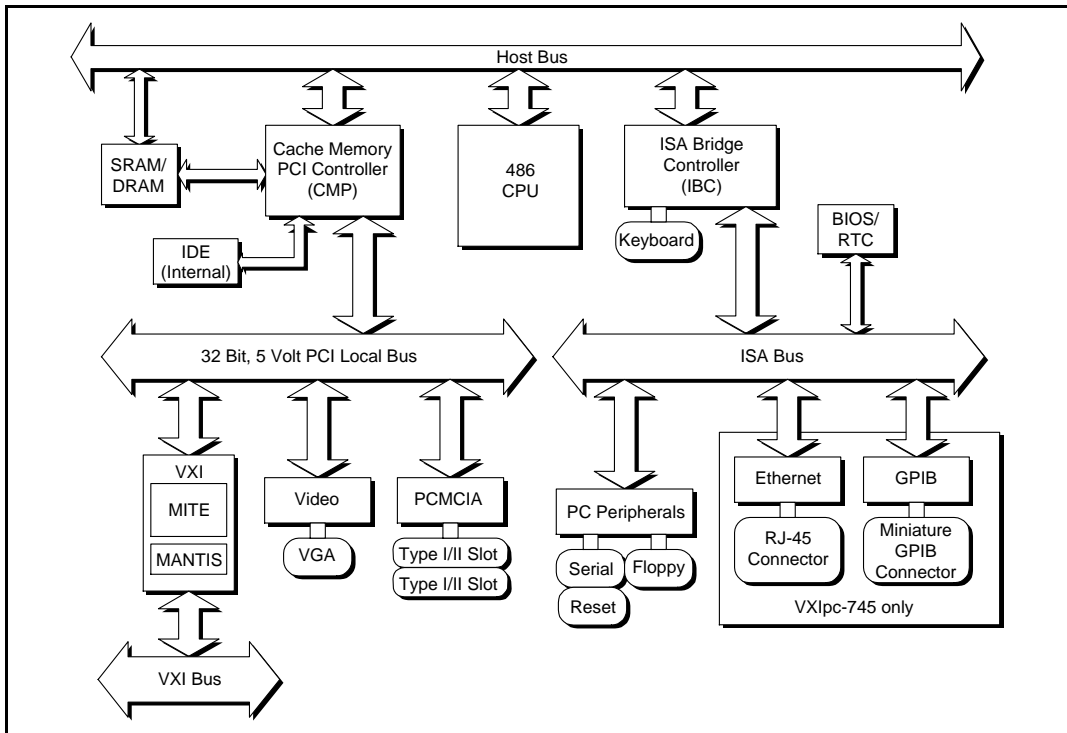 Host Bus
SRAM/
DRAM
Cache Memory
PCI Controller
(CMP)
486
CPU
ISA Bridge
Controller
(IBC)
IDE
(Internal)
Keyboard
BIOS/
RTC
32 Bit, 5 Volt PCI Local Bus
ISA Bus
VXI
MITE
MANTIS
Video
VGA
PCMCIA
Type I/II Slot
Type I/II Slot
PC Peripherals
Serial
Floppy
Reset
Ethernet
RJ-45
Connector
GPIB
Miniature
GPIB
Connector
VXIpc-745 only
VXI Bus